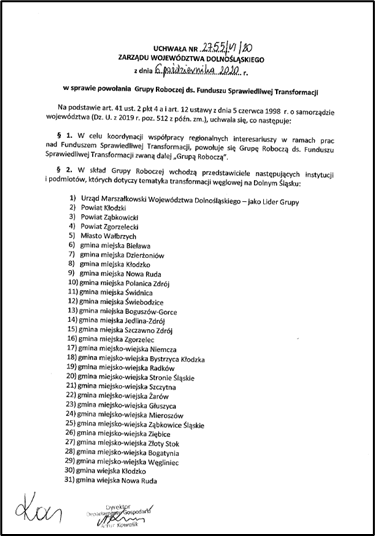 UCHWAŁA NR 2755/VI/20
ZARZĄDU WOJEWÓDZTWA DOLNOŚLĄSKIEGO
z dnia 6 października 2020 r.
w sprawie powołania Grupy Roboczej ds. Funduszu Sprawiedliwej Transformacji
Na podstawie art. 41 ust. 2 pkt 4 a i art. 12 ustawy z dnia 5 czerwca 1998 r. o samorządzie
województwa (Dz. U. z 2019 r. poz. 512 z późn. zm.), uchwala się, co następuje:
§ 1. W celu koordynacji współpracy regionalnych interesariuszy w ramach prac
nad Funduszem Sprawiedliwej Transformacji, powołuje się Grupę Roboczą ds. Funduszu
Sprawiedliwej Transformacji zwaną dalej „Grupą Roboczą”.
§ 2. W skład Grupy Roboczej wchodzą przedstawiciele następujących instytucji
i podmiotów, których dotyczy tematyka transformacji węglowej na Dolnym Śląsku:
1) Urząd Marszałkowski Województwa Dolnośląskiego – jako Lider Grupy
2) Powiat Kłodzki
3) Powiat Ząbkowicki
4) Powiat Zgorzelecki
5) Miasto Wałbrzych
6) gmina miejska Bielawa
7) gmina miejska Dzierżoniów
8) gmina miejska Kłodzko
9) gmina miejska Nowa Ruda
10) gmina miejska Polanica Zdrój
11) gmina miejska Świdnica
12) gmina miejska Świebodzice
13) gmina miejska Boguszów-Gorce
14) gmina miejska Jedlina-Zdrój
15) gmina miejska Szczawno Zdrój
16) gmina miejska Zgorzelec
17) gmina miejsko-wiejska Niemcza
18) gmina miejsko-wiejska Bystrzyca Kłodzka
19) gmina miejsko-wiejska Radków
20) gmina miejsko-wiejska Stronie Śląskie
21) gmina miejsko-wiejska Szczytna
22) gmina miejsko-wiejska Żarów
23) gmina miejsko-wiejska Głuszyca
24) gmina miejsko-wiejska Mieroszów
25) gmina miejsko-wiejska Ząbkowice Śląskie
26) gmina miejsko-wiejska Ziębice
27) gmina miejsko-wiejska Złoty Stok
28) gmina miejsko-wiejska Bogatynia
29) gmina miejsko-wiejska Węgliniec
30) gmina wiejska Kłodzko
31) gmina wiejska Nowa Ruda
Dyrektor
Departamentu Gospodarki
Kowalik